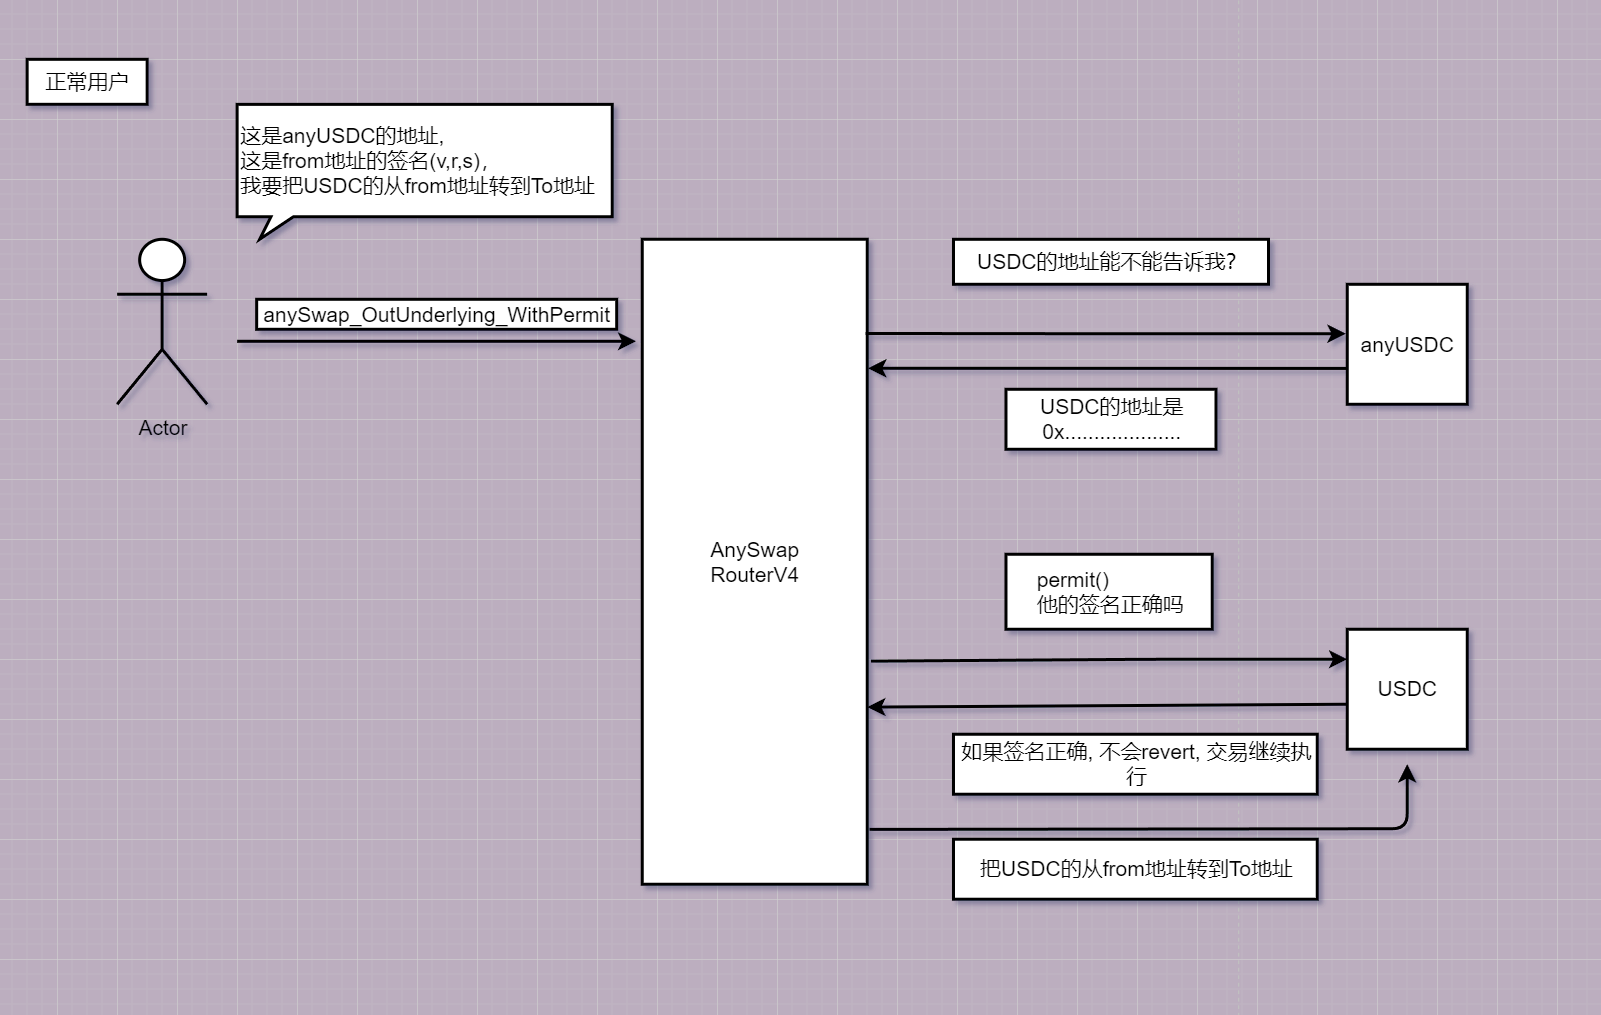 正常用户
这是anyUSDC的地址,
这是from地址的签名(v,r,s),
我要把USDC的从from地址转到To地址
anySwap_OutUnderlying_WithPermit
Actor
AnySwap
RouterV4
USDC的地址能不能告诉我?
anyUSDC
USDC的地址是
0x....................
permit()
他的签名正确吗
USDC
如果签名正确, 不会revert, 交易继续执
行
把USDC的从from地址转到To地址